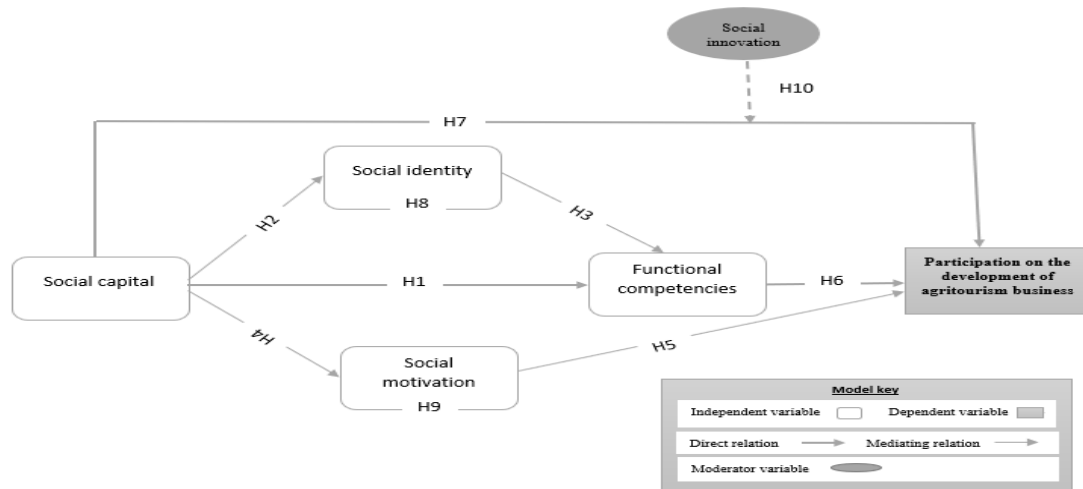 Social
innovation
H10
H7
Social identity
H8
H2
H3
Social capital
H1
Functional
competencies
H6
Participation on the
development of
agritourism business
H4
Social
motivation
H9
H5
Model key
Independent variable
Dependent variable
Direct relation
Mediating relation
Moderator variable